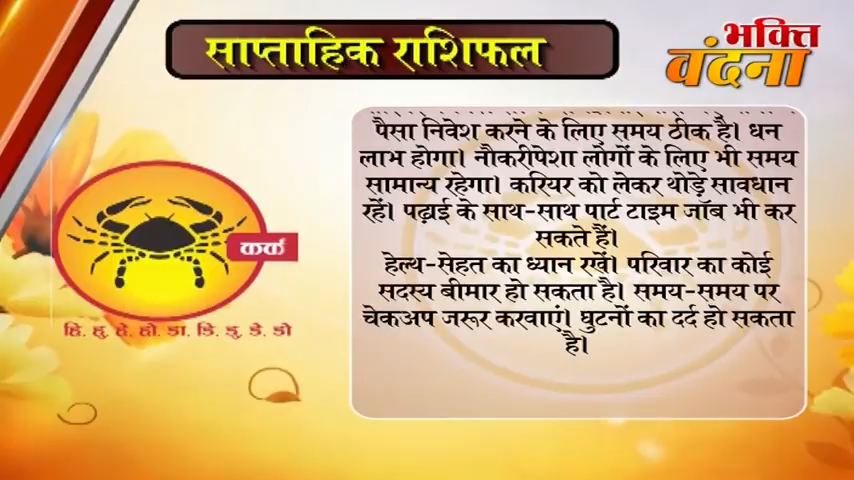 साप्ताहिक राशिफल
भक्ति
वंदना
पैसा निवेश करने के लिए समय ठीक है। धन
लाभ होगा। नौकरीपेशा लोगों के लिए भी समय
सामान्य रहेगा। करियर को लेकर थोड़े सावधान
रहें। पढ़ाई के साथ-साथ पार्ट टाइम जॉब भी कर
सकते हैं।
हेल्थ-सेहत का ध्यान रखें। परिवार का कोई
सदस्य बीमार हो सकता है। समय-समय पर
चेकअप जरूर करवाएं। घुटनों का दर्द हो सकता
है।
कर्क
हि. हु. हे. हो. डा. डि. डु. डै. डो